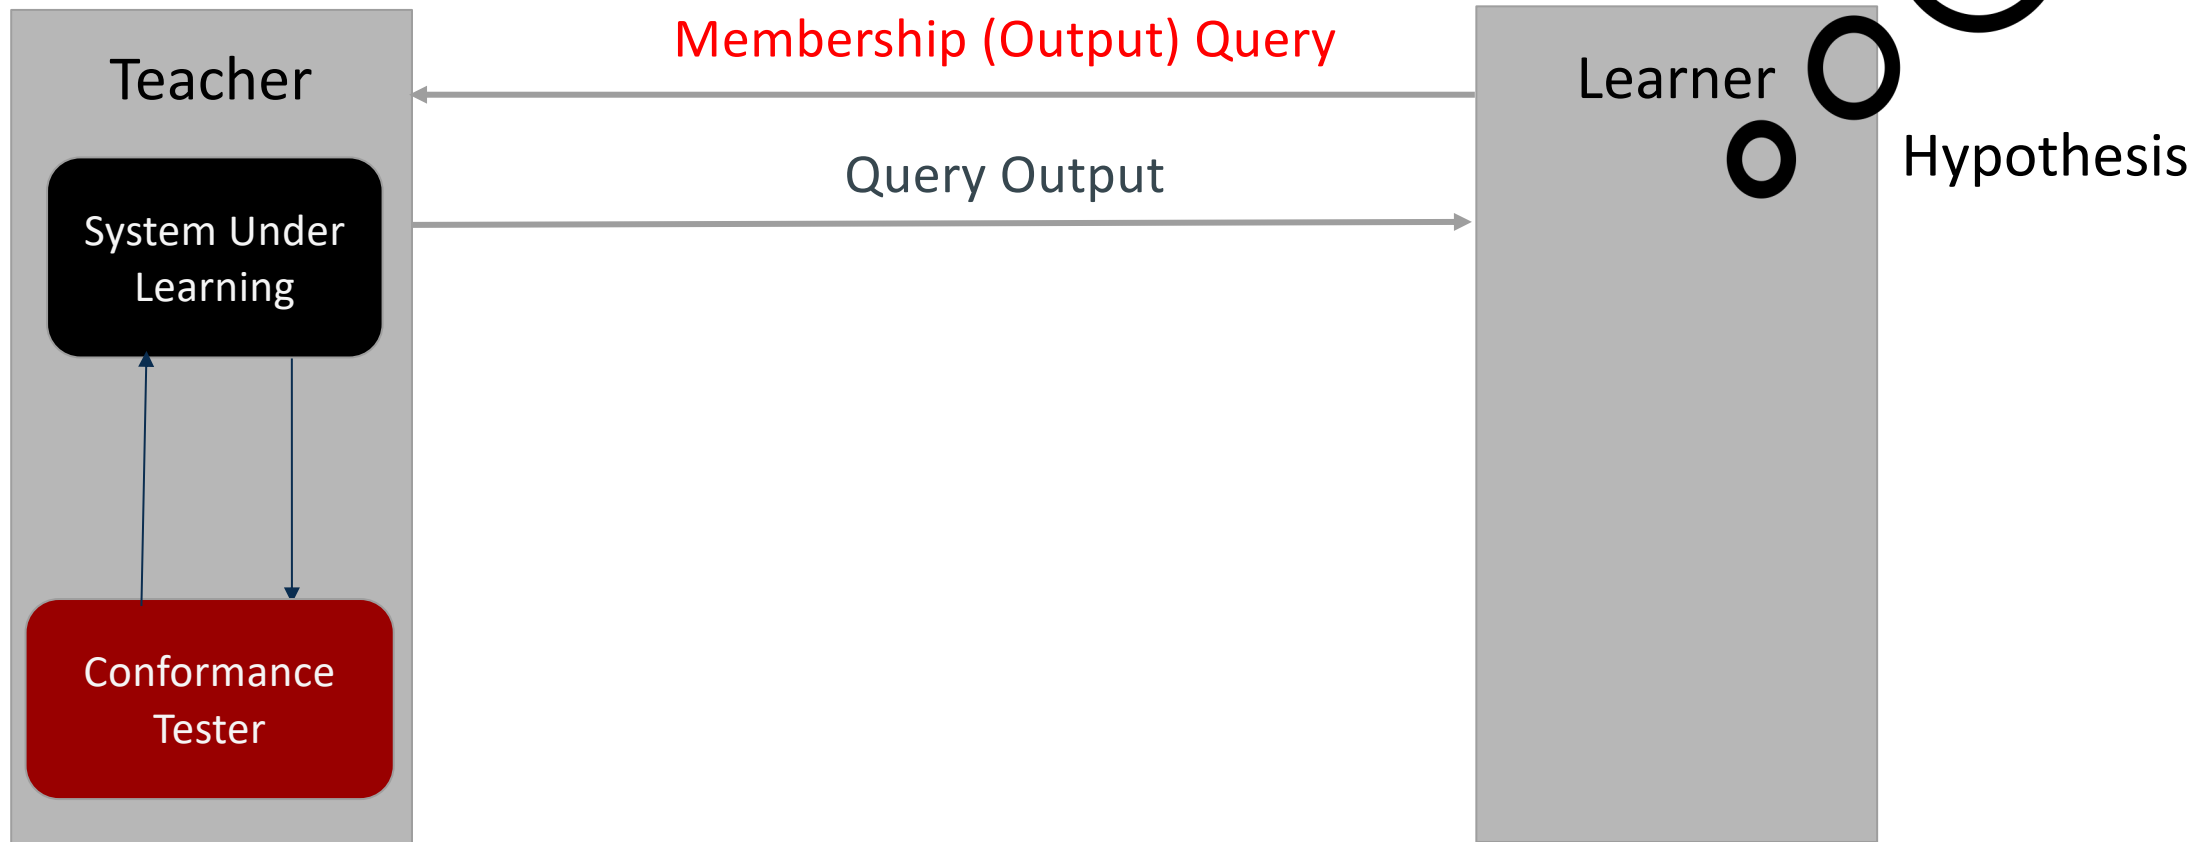 Membership (Output) Query
Teacher
Learner
Hypothesis
Query Output
System Under
Learning
Conformance
Tester